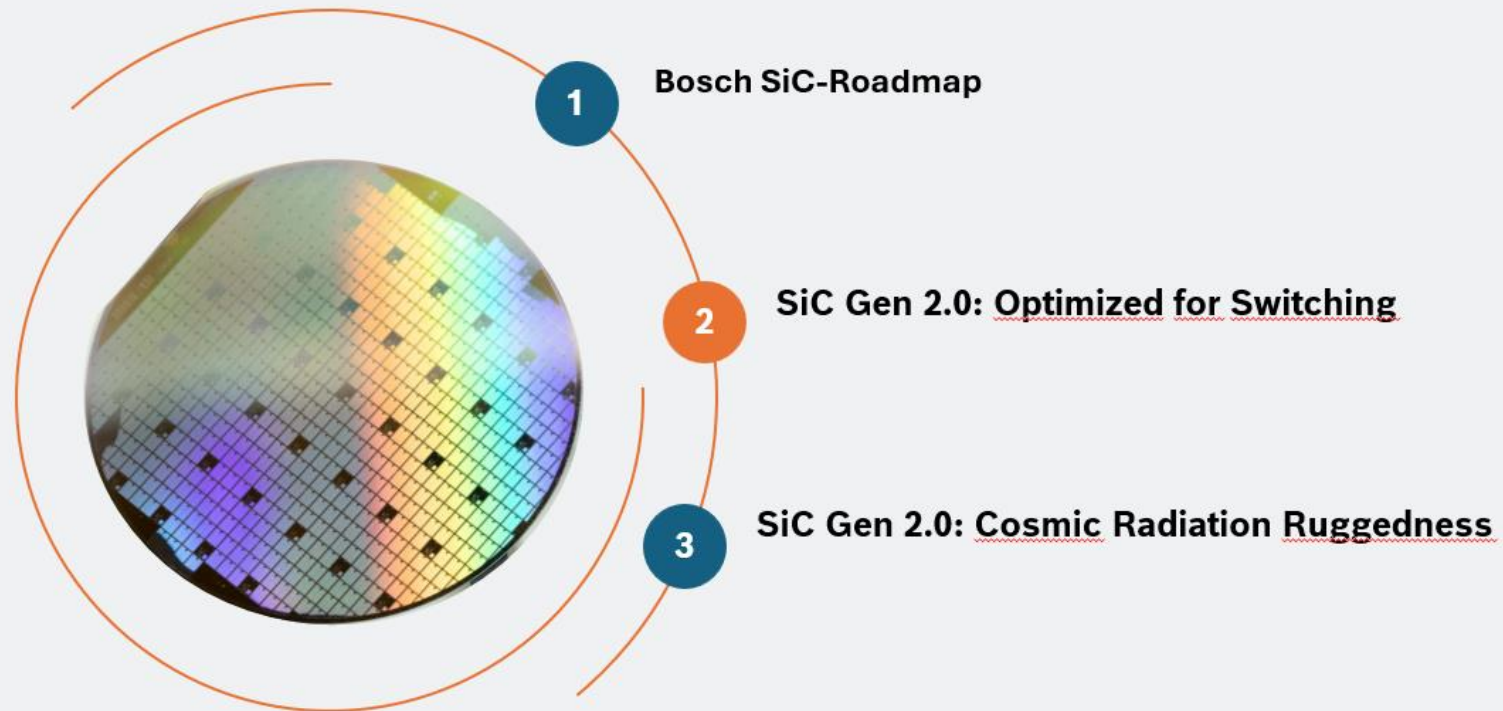 1
Bosch SiC-Roadmap
2
SiC Gen 2.0: Optimized for Switching
3
SiC Gen 2.0: Cosmic Radiation Ruggedness